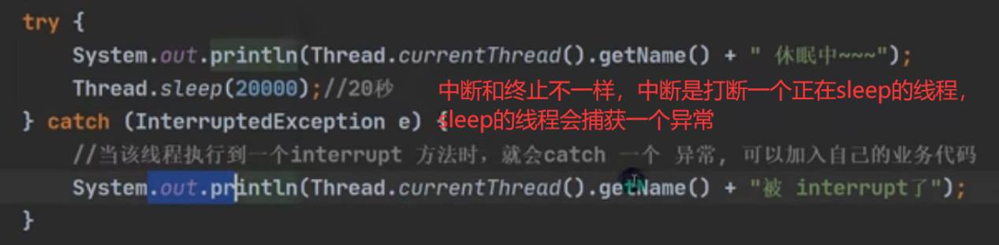 try {
System.out.println(Thread.currentThread().getName() + " 休眠中~~~");
Thread.sleep(20000);//20秒
中断和终止不一样，中断是打断一个正在sleep的线程，
sleep的线程会捕获一个异常
} catch (InterruptedException e) {
//当该线程执行到一个interrupt 方法时，就会catch 一个 异常，可以加入自己的业务代码
System.out.println(Thread.currentThread().getName() + "被 interrupt了");
}